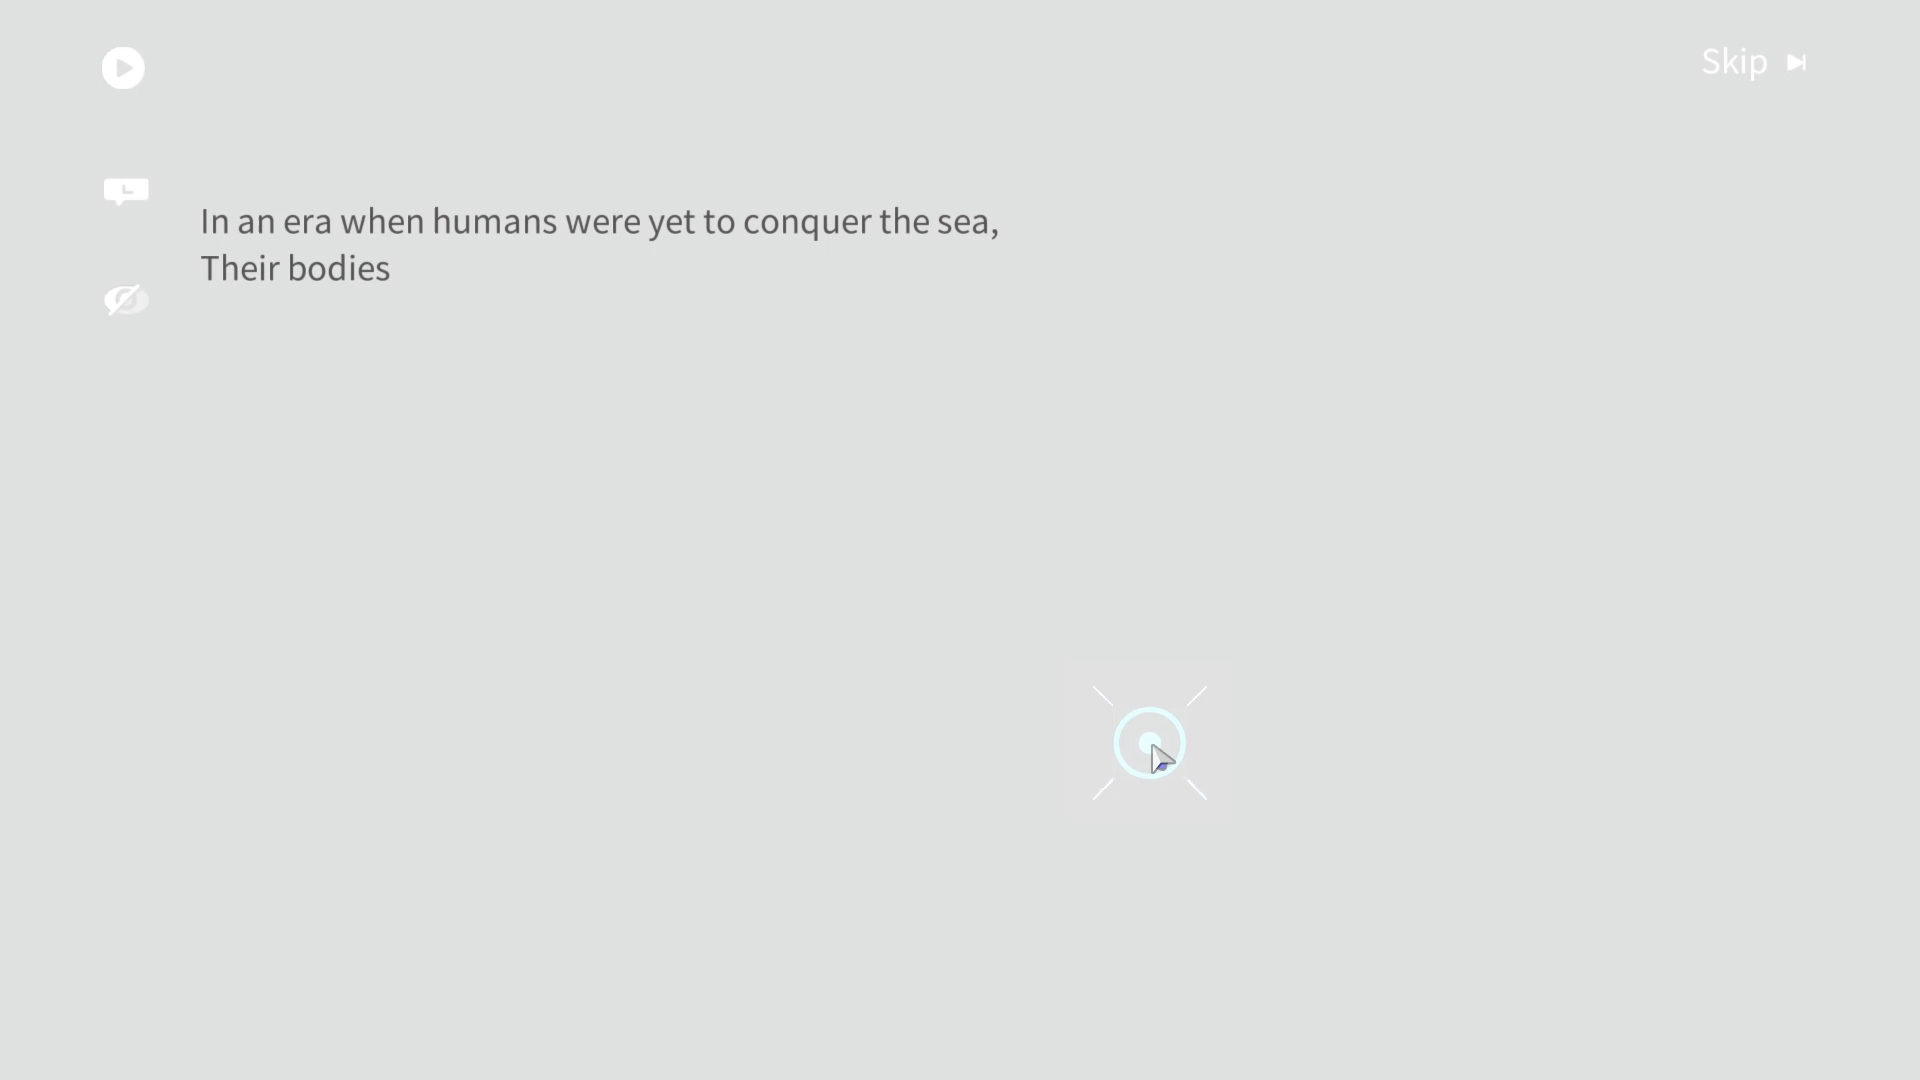 Skip
In an era when humans were yet to conquer the sea,
Their bodies